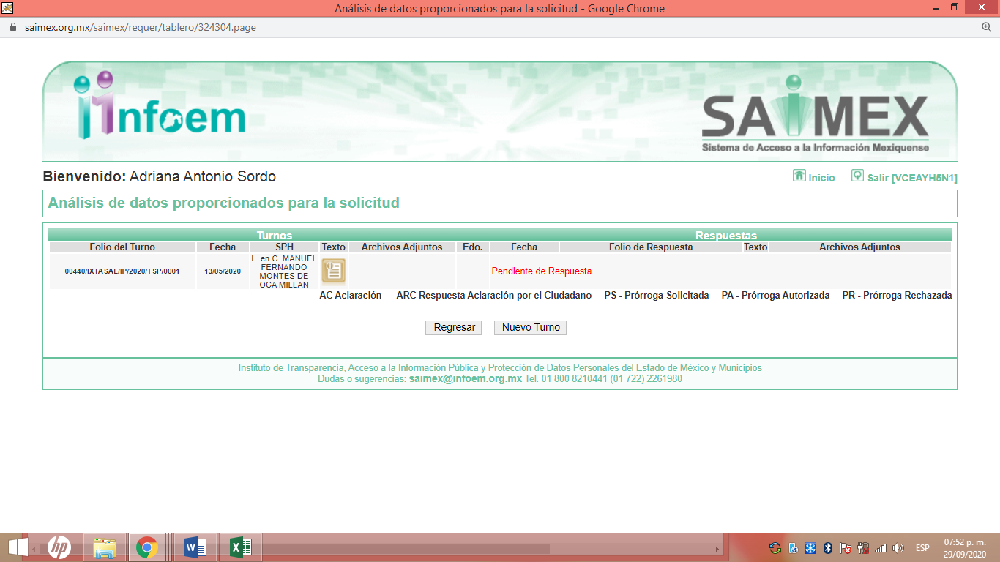 Análisis de datos proporcionados para la solicitud - Google Chrome
saimex.org.mx/saimex/requer/tablero/324304.page
infoem
SAIMEX
Sistema de Acceso a la Información Mexiquense
Bienvenido: Adriana Antonio Sordo
Inicio Salir [VCEAYH5N1]
Análisis de datos proporcionados para la solicitud
Turnos Respuestas
Folio del Turno Fecha SPH Texto Archivos Adjuntos Edo. Fecha Folio de Respuesta Texto Archivos Adjuntos
00440/IXTASAL/IP/2020/TSP/0001 13/05/2020 L. en C. MANUEL
FERNANDO
MONTES DE
OCA MILLAN
Pendiente de Respuesta
AC Aclaración ARC Respuesta Aclaración por el Ciudadano PS - Prórroga Solicitada PA - Prórroga Autorizada PR - Prórroga Rechazada
Regresar Nuevo Turno
Instituto de Transparencia, Acceso a la Información Pública y Protección de Datos Personales del Estado de México y Municipios
Dudas o sugerencias: saimex@infoem.org.mx Tel. 01 800 8210441 (01 722) 2261980
hp
ESP
07:52 p. m.
29/09/2020